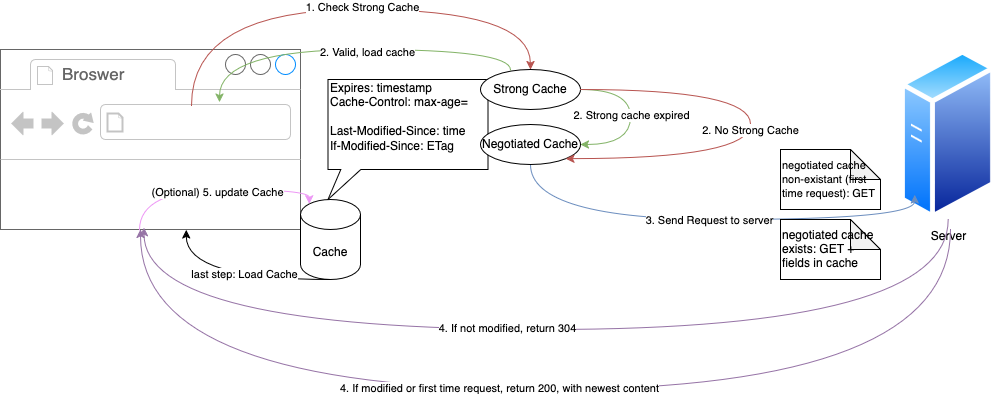 1. Check Strong Cache
2. Valid, load cache
Broswer
Expires: timestamp
Cache-Control: max-age=
Last-Modified-Since: time
If-Modified-Since: ETag
Strong Cache
2. Strong cache expired
2. No Strong Cache
Negotiated Cache
negotiated cache
non-existant (first
time request): GET
(Optional) 5. update Cache
3. Send Request to server
Server
negotiated cache
exists: GET +
fields in cache
Cache
last step: Load Cache
4. If not modified, return 304
4. If modified or first time request, return 200, with newest content